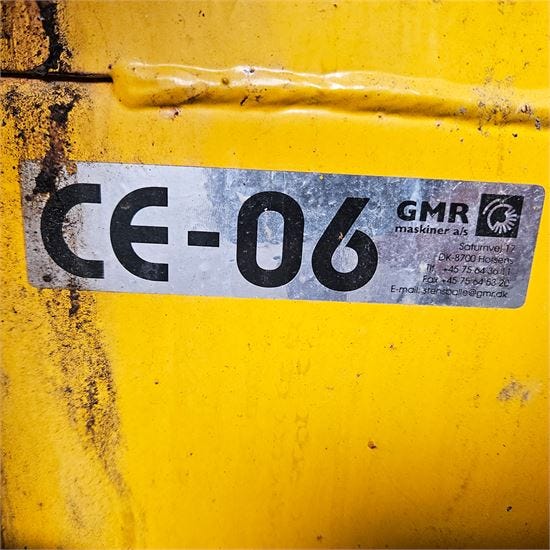 CE-06
GMR
maskiner a/s
Saturnvej 17
DK-8700 Horsens
Tlf. +45 75 64 36 11
Fax +45 75 64 53 20
E-mail: stensballe@gmr.dk